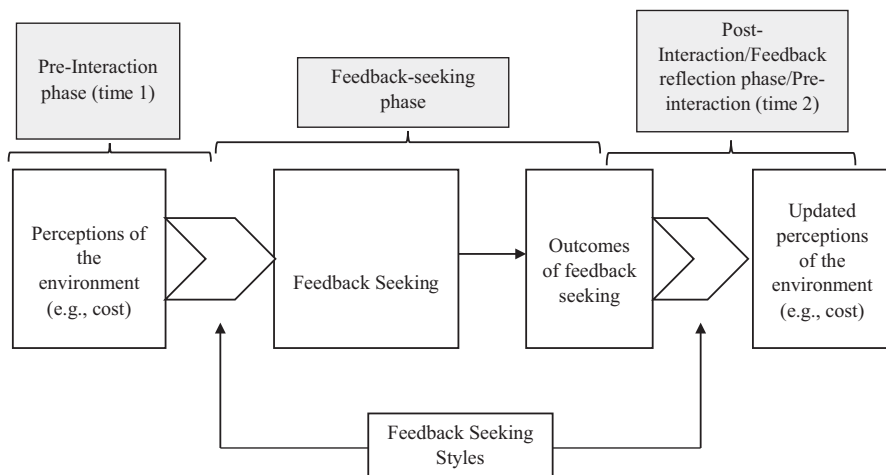 Pre-Interaction
phase (time 1)
Feedback-seeking
phase
Post-
Interaction/Feedback
reflection phase/Pre-
interaction (time 2)
Perceptions of
the
environment
(e.g., cost)
Feedback Seeking
Outcomes
of feedback
seeking
Updated
perceptions
of the
environment
(e.g., cost)
Feedback Seeking
Styles